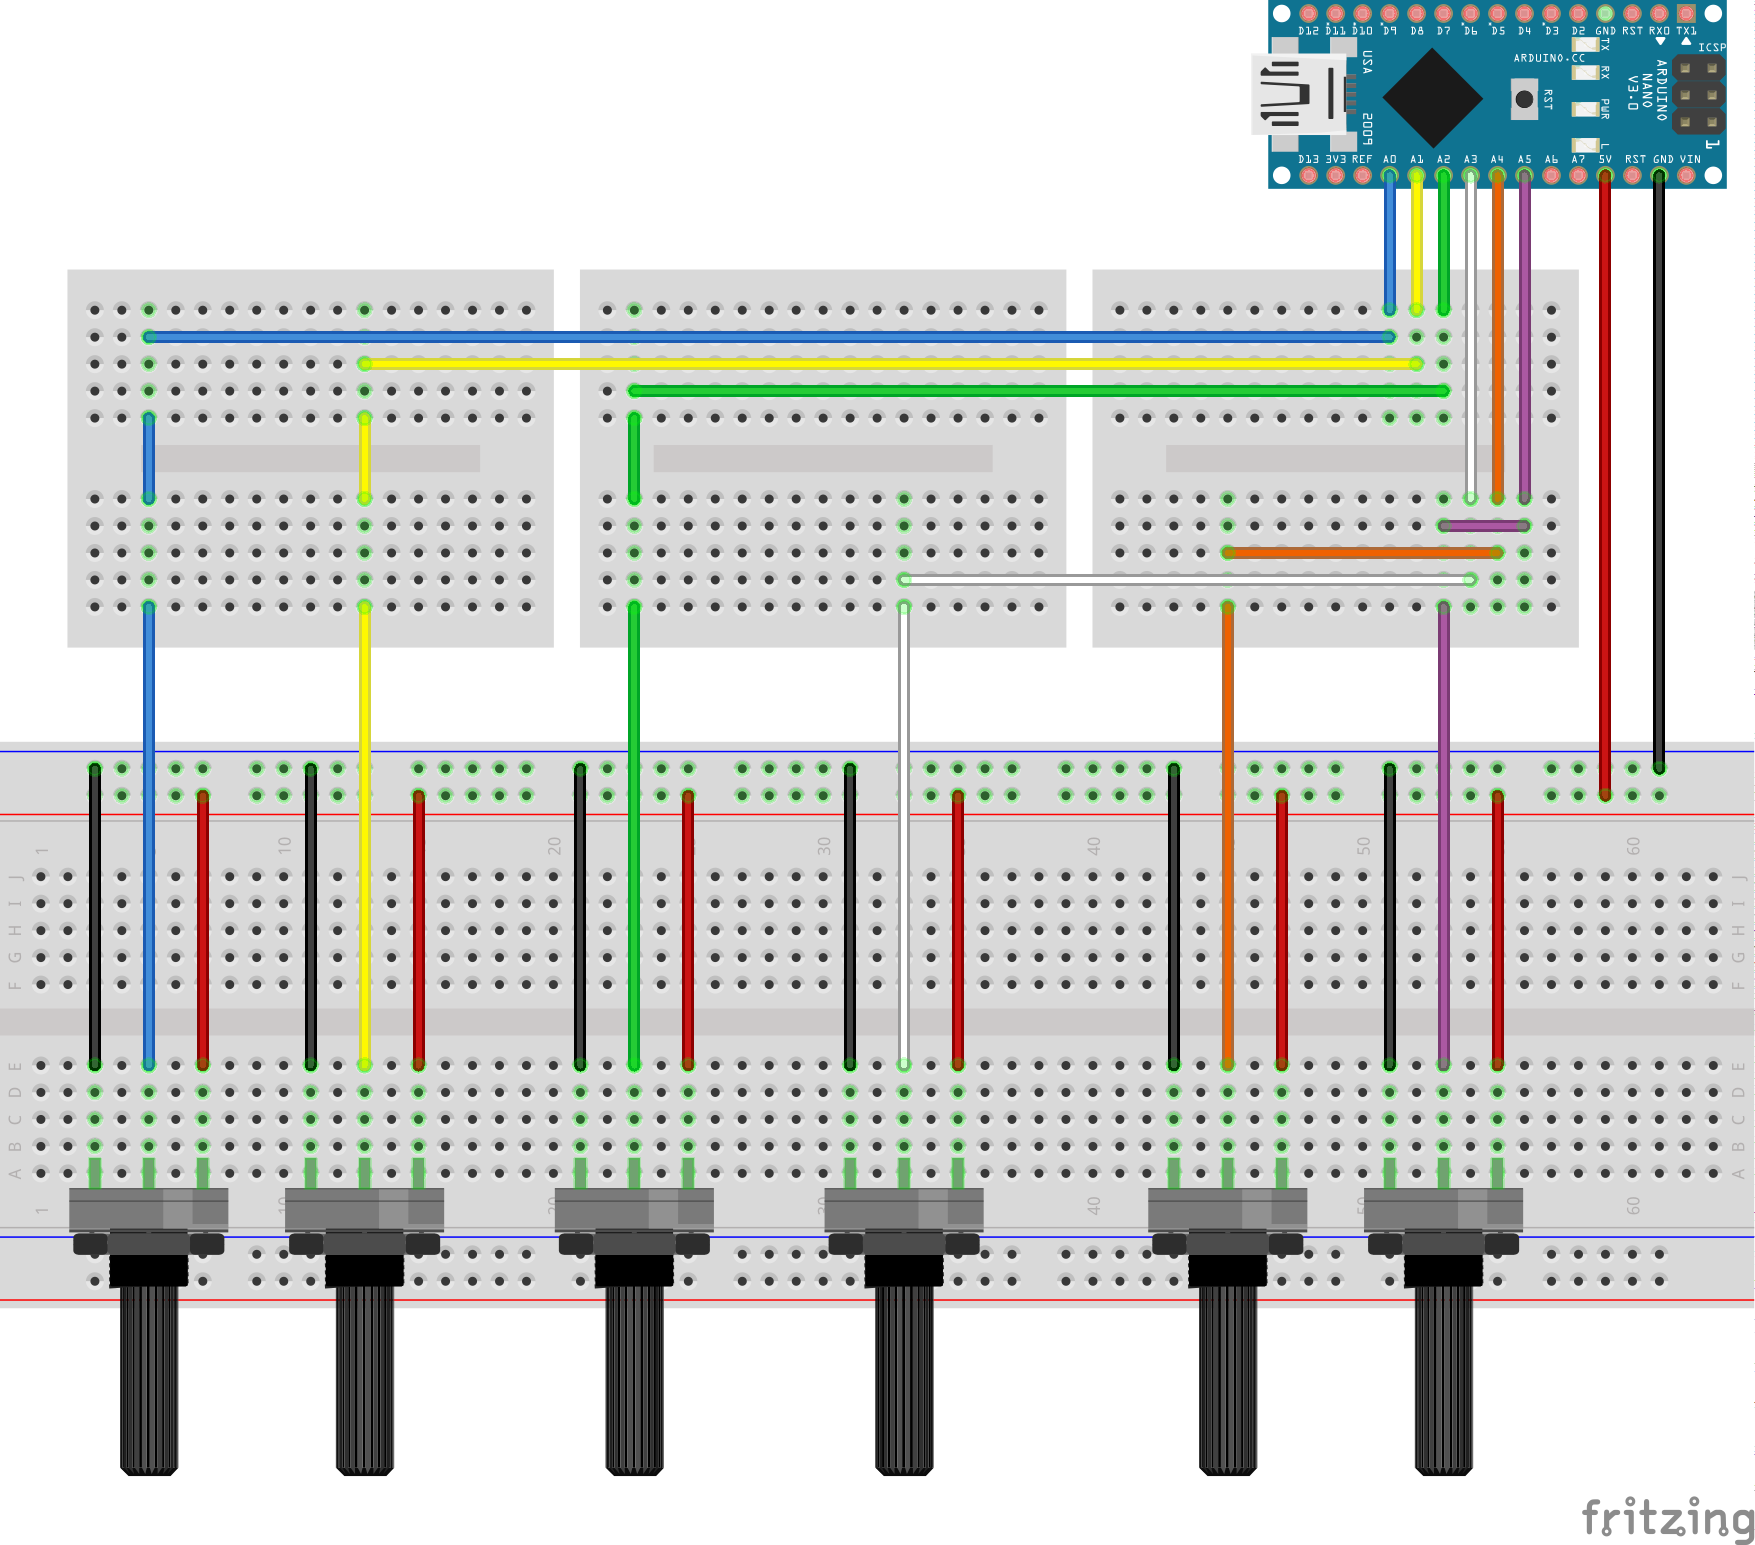 D12 D11 D10 D9 D8 D7 D6 D5 D4 D3 D2 GND RST RX0 TX1
TX
RX
PWR
L
USA
2005
ARDUINO.CC
RST
ARDUINO
NANO
V3.0
ICSP
1
D13 3V3 REF A0 A1 A2 A3 A4 A5 A6 A7 5V RST GND VIN
1 10 20 30 40 50 60
J J
I I
H H
G G
F F
E E
D D
C C
B B
A A
1 10 20 30 40 50 60
fritzing